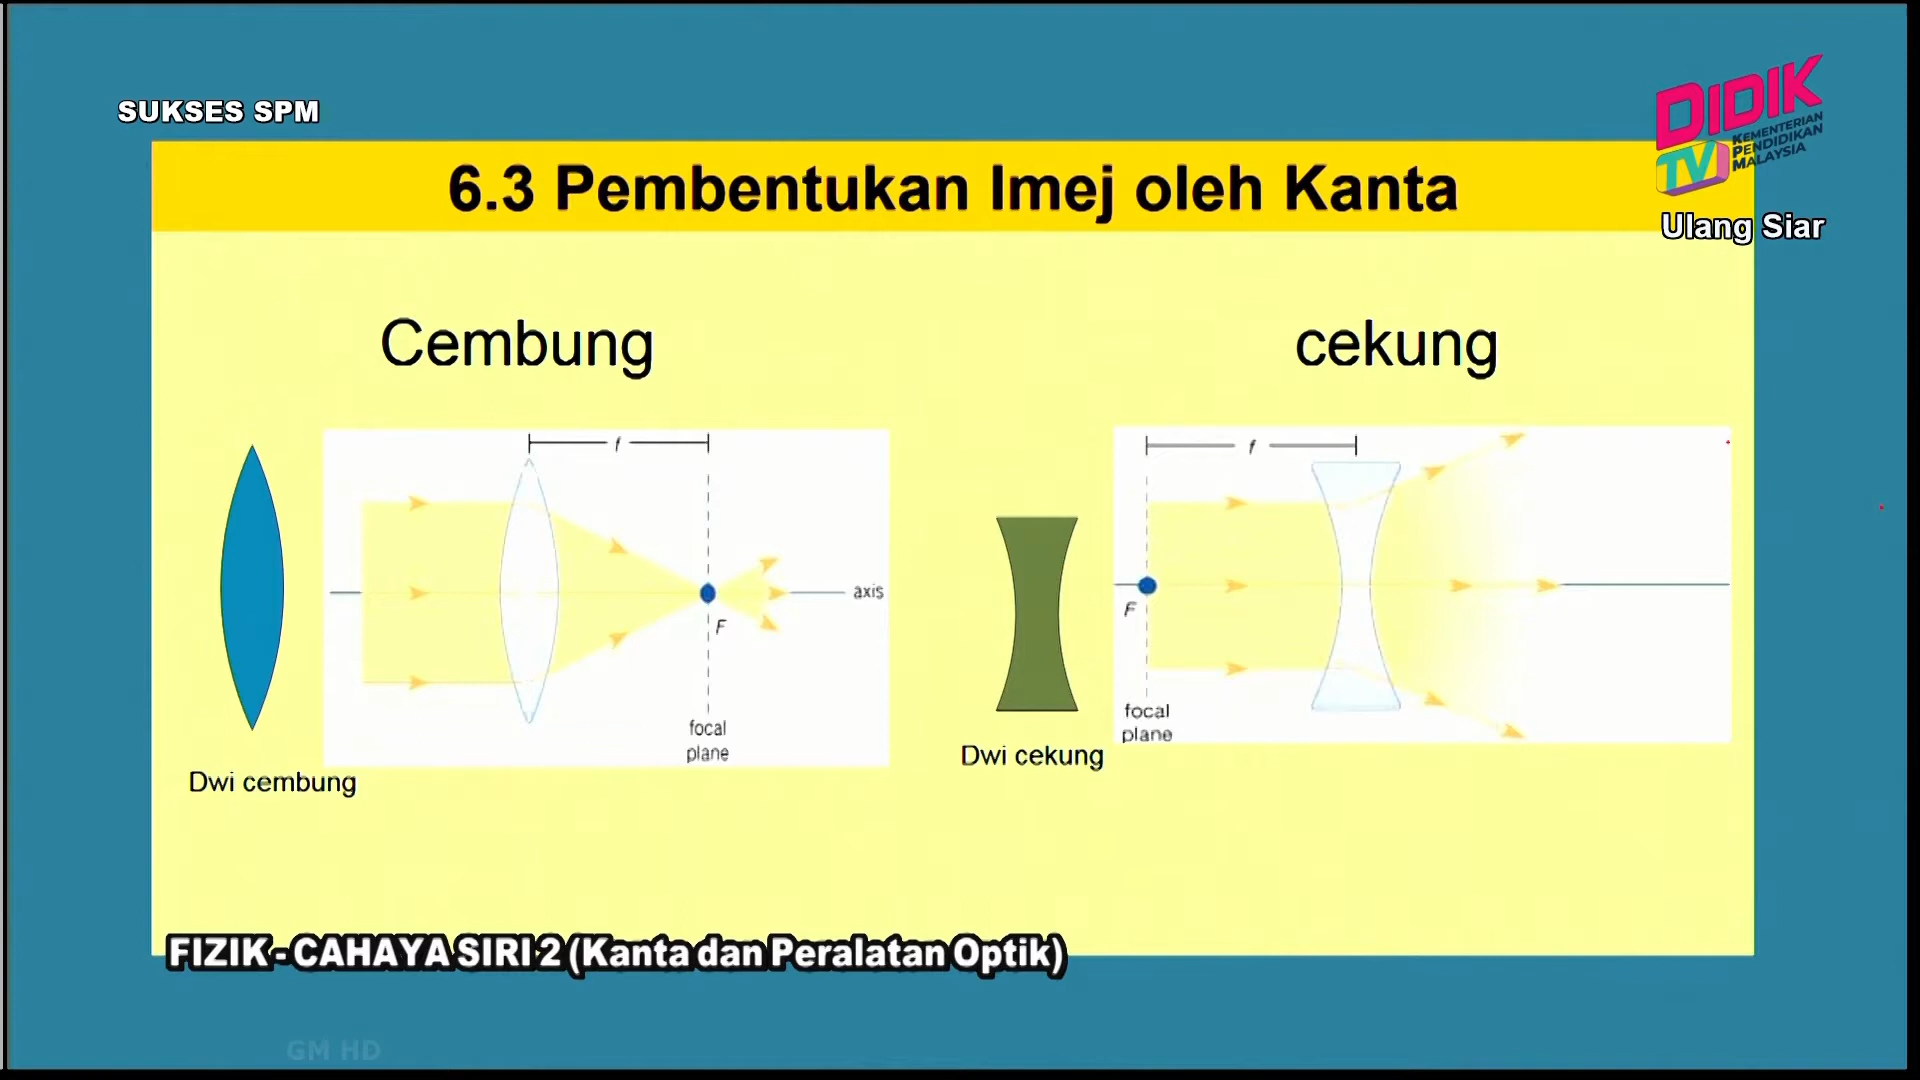 SUKSES SPM
DIDIK
TV
KEMENTERIAN
PENDIDIKAN
MALAYSIA
Ulang Siar
6.3 Pembentukan Imej oleh Kanta
Cembung
cekung
f
axis
F
focal
plane
Dwi cembung
f
F
focal
plane
Dwi cekung
FIZIK - CAHAYA SIRI 2 (Kanta dan Peralatan Optik)
GM HD